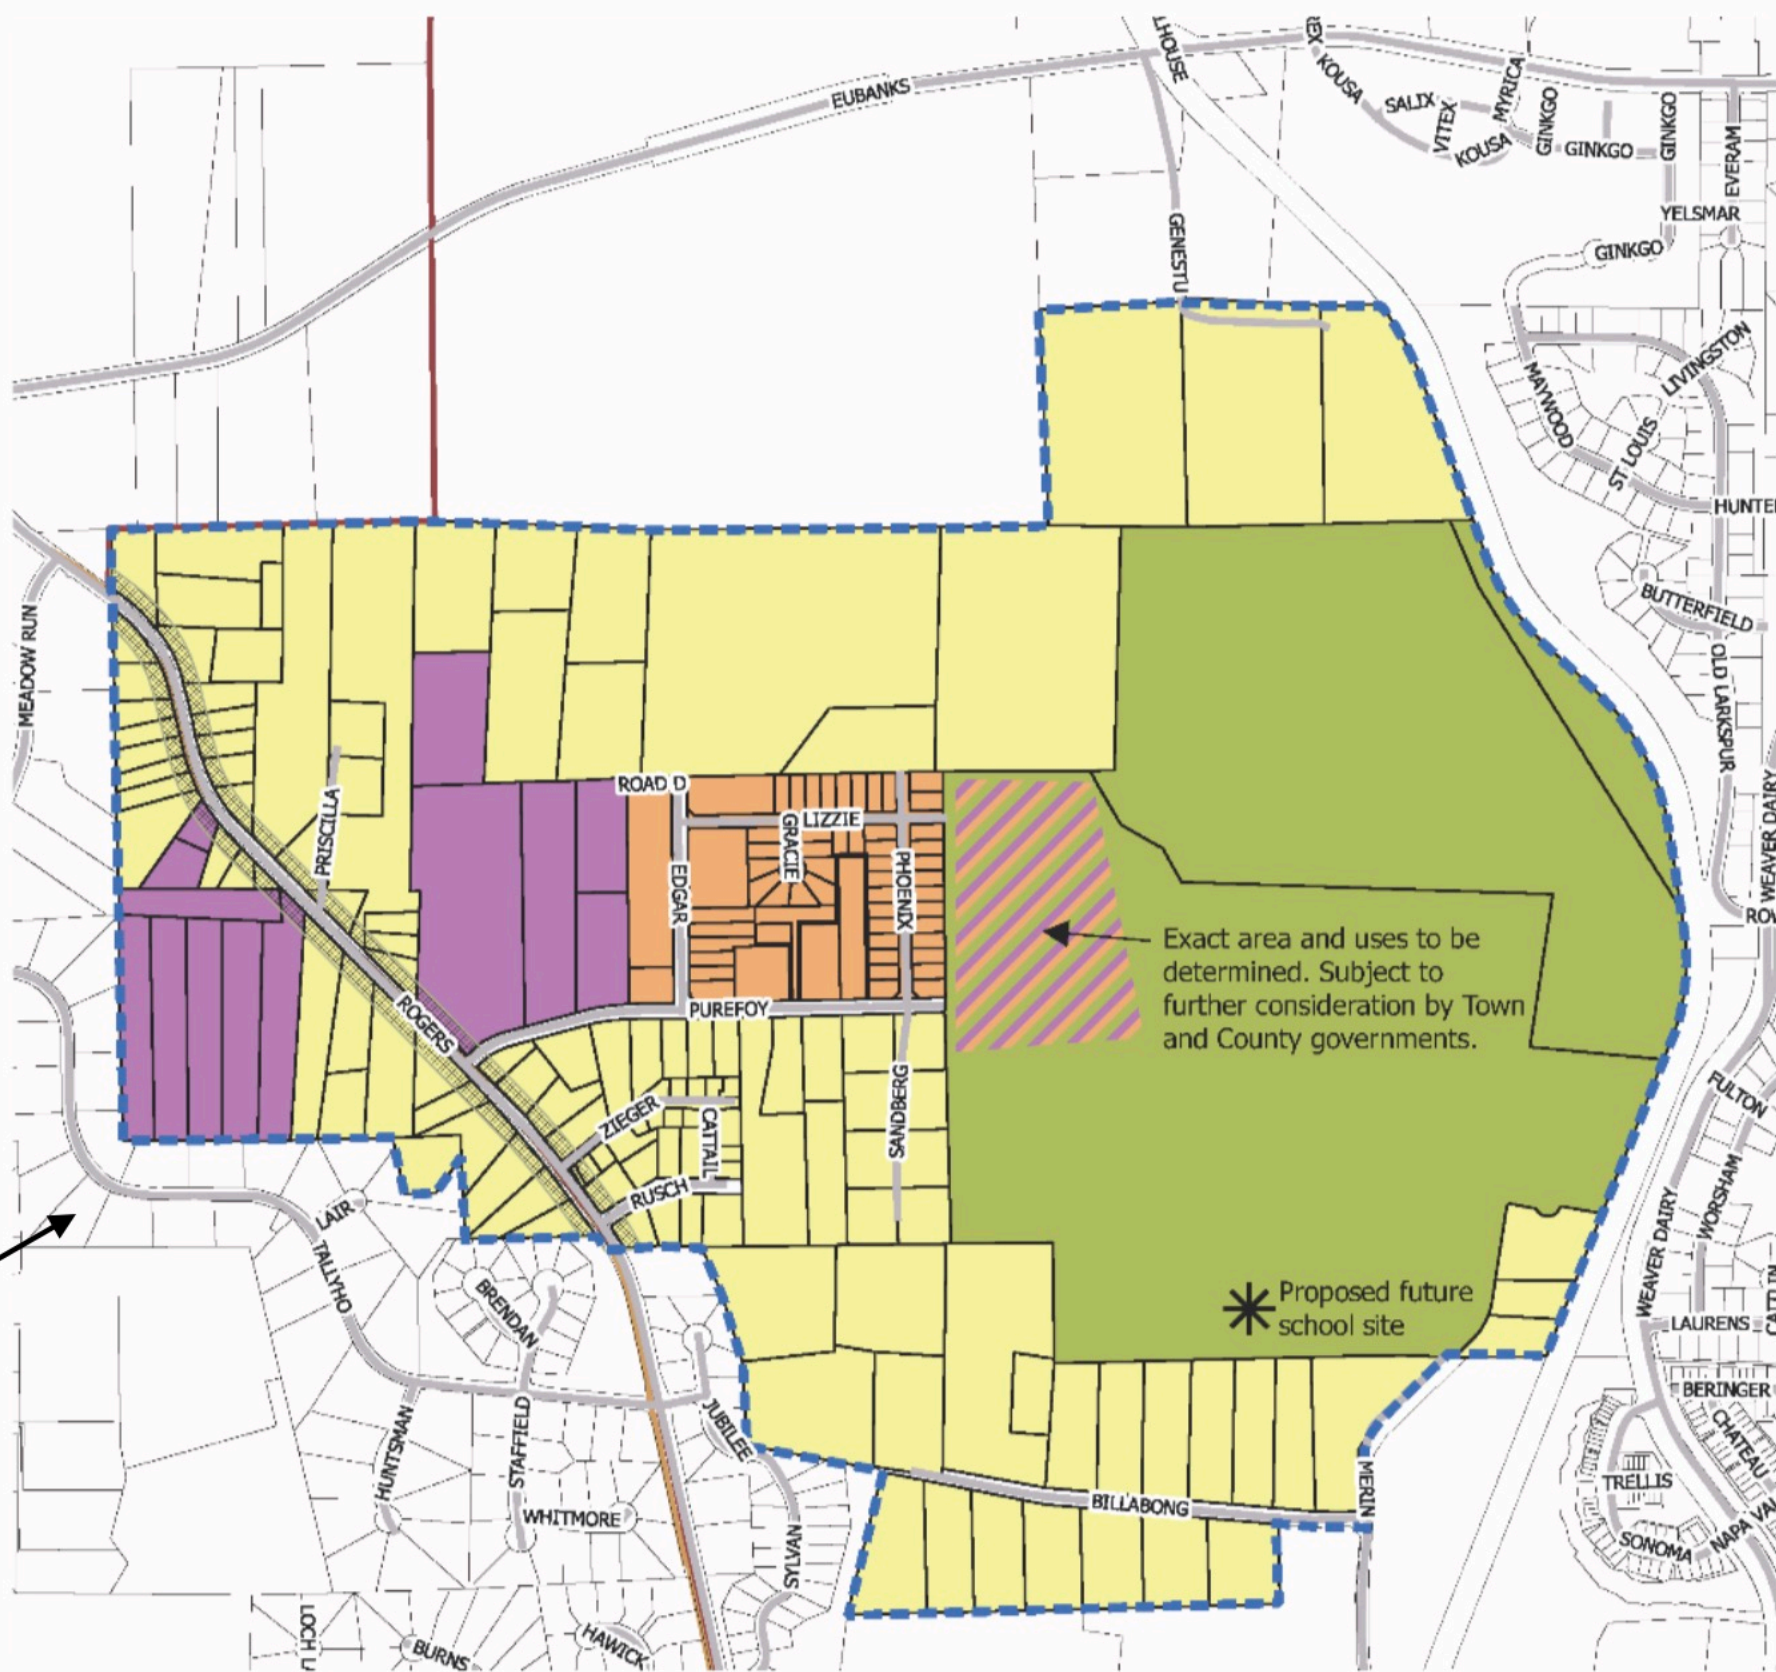 EUBANKS
KOUSA
SALIX
VITEX
MYRICA
KOUSA
GINKGO
GINKGO
GINKGO
EVERAM
YELSMAR
GINKGO
GENESTU
LIVINGSTON
MAYWOOD
ST LOUIS
BUTTERFIELD
OLD LARKSPUR
MEADOW RUN
WEAVER DAIRY
ROAD D
LIZZIE
GRACIE
PRISCILLA
EDGAR
PHOENIX
PUREFOY
ROGERS
Exact area and uses to be
determined. Subject to
further consideration by Town
and County governments.
SANDBERG
ZIEGER
CATTAIL
RUSCH
FULTON
WORSHAM
WEAVER DAIRY
LAIR
TALLYHO
BRENDAN
Proposed future
school site
LAURENS
BERINGER
CHATEAU
JUBILEE
HUNTSMAN
STAFFIELD
WHITMORE
SYLVAN
BILLABONG
MERIN
TRELLIS
SONOMA
NAPA VA
BURNS
HAWICK